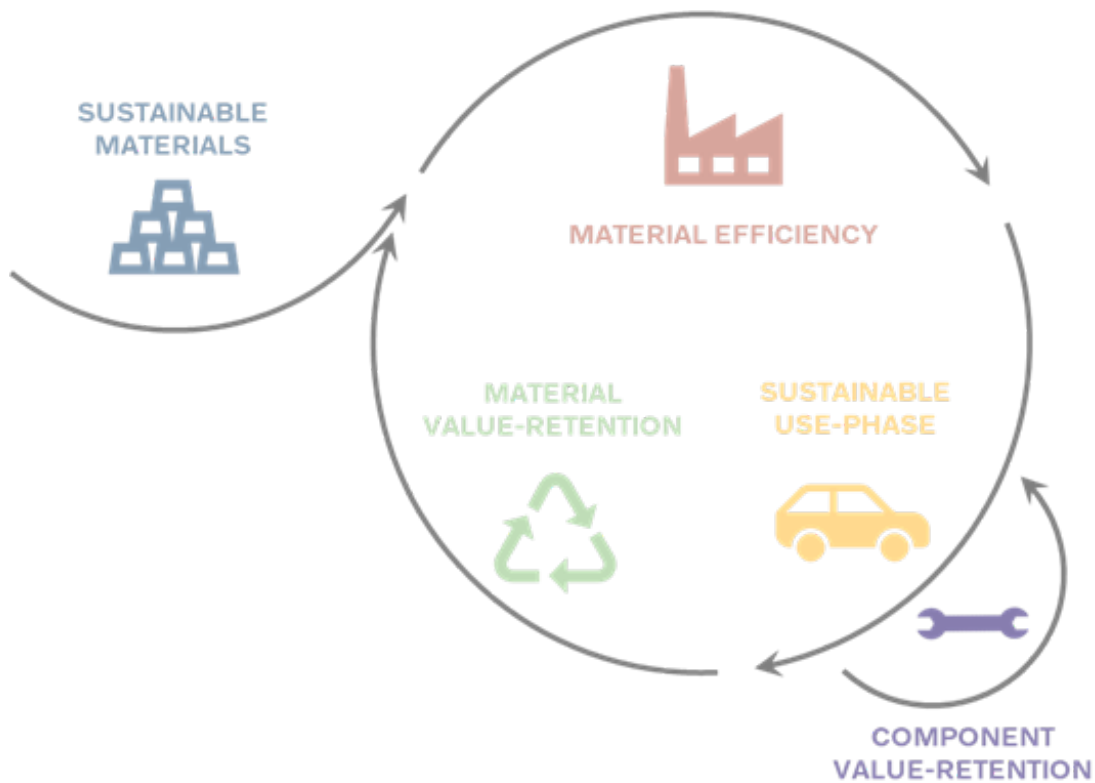 SUSTAINABLE
MATERIALS
MATERIAL EFFICIENCY
MATERIAL
VALUE-RETENTION
SUSTAINABLE
USE-PHASE
COMPONENT
VALUE-RETENTION